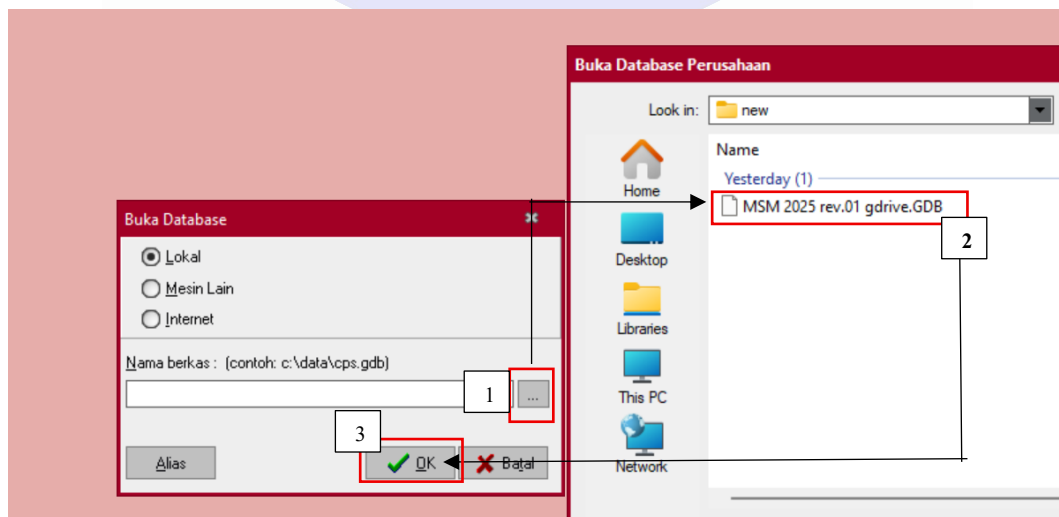 Buka Database Perusahaan
Look in:
new
Name
Yesterday (1)
MSM 2025 rev.01 gdrive.GDB
2
Home
Desktop
Libraries
This PC
Network
Buka Database
Lokal
Mesin Lain
Internet
Nama berkas : (contoh: c:\data\cps.gdb)
1
...
3
Alias
OK
Batal